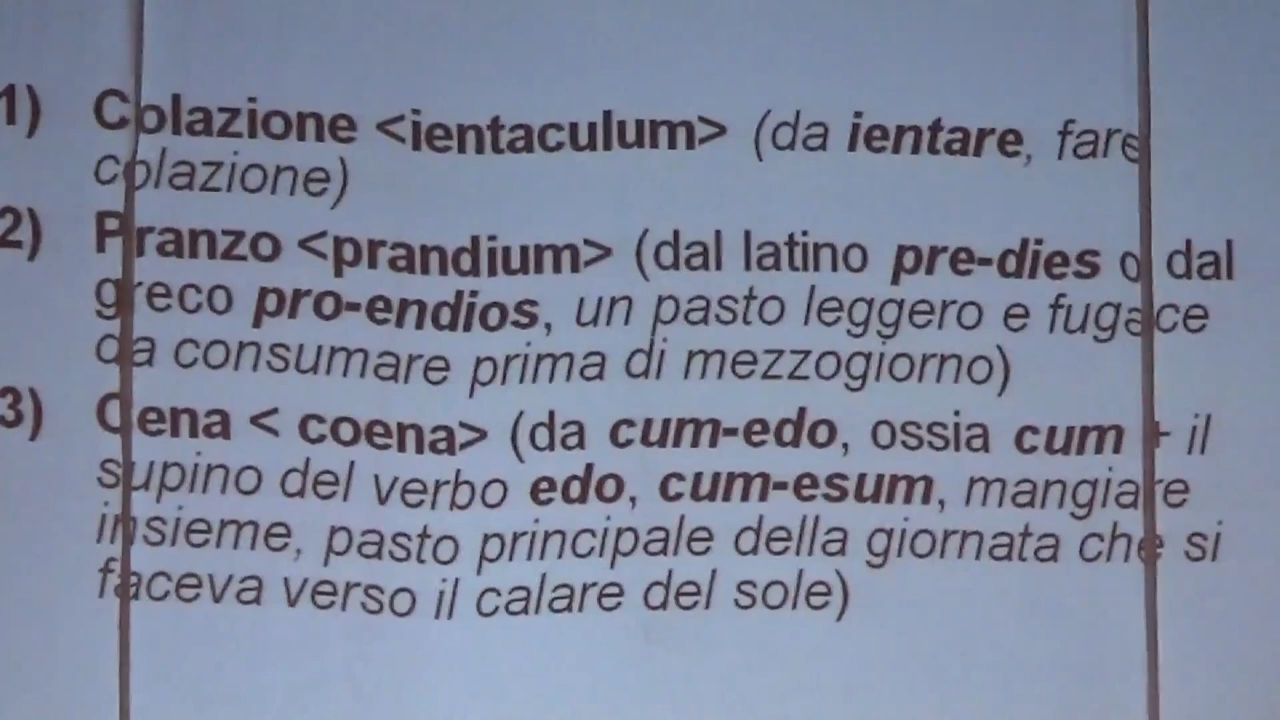 1) Colazione <ientaculum> (da ientare, fare
colazione)
2) Pranzo <prandium> (dal latino pre-dies o dal
greco pro-endios, un pasto leggero e fugace
da consumare prima di mezzogiorno)
3) Cena < coena> (da cum-edo, ossia cum + il
supino del verbo edo, cum-esum, mangiare
insieme, pasto principale della giornata che si
faceva verso il calare del sole)